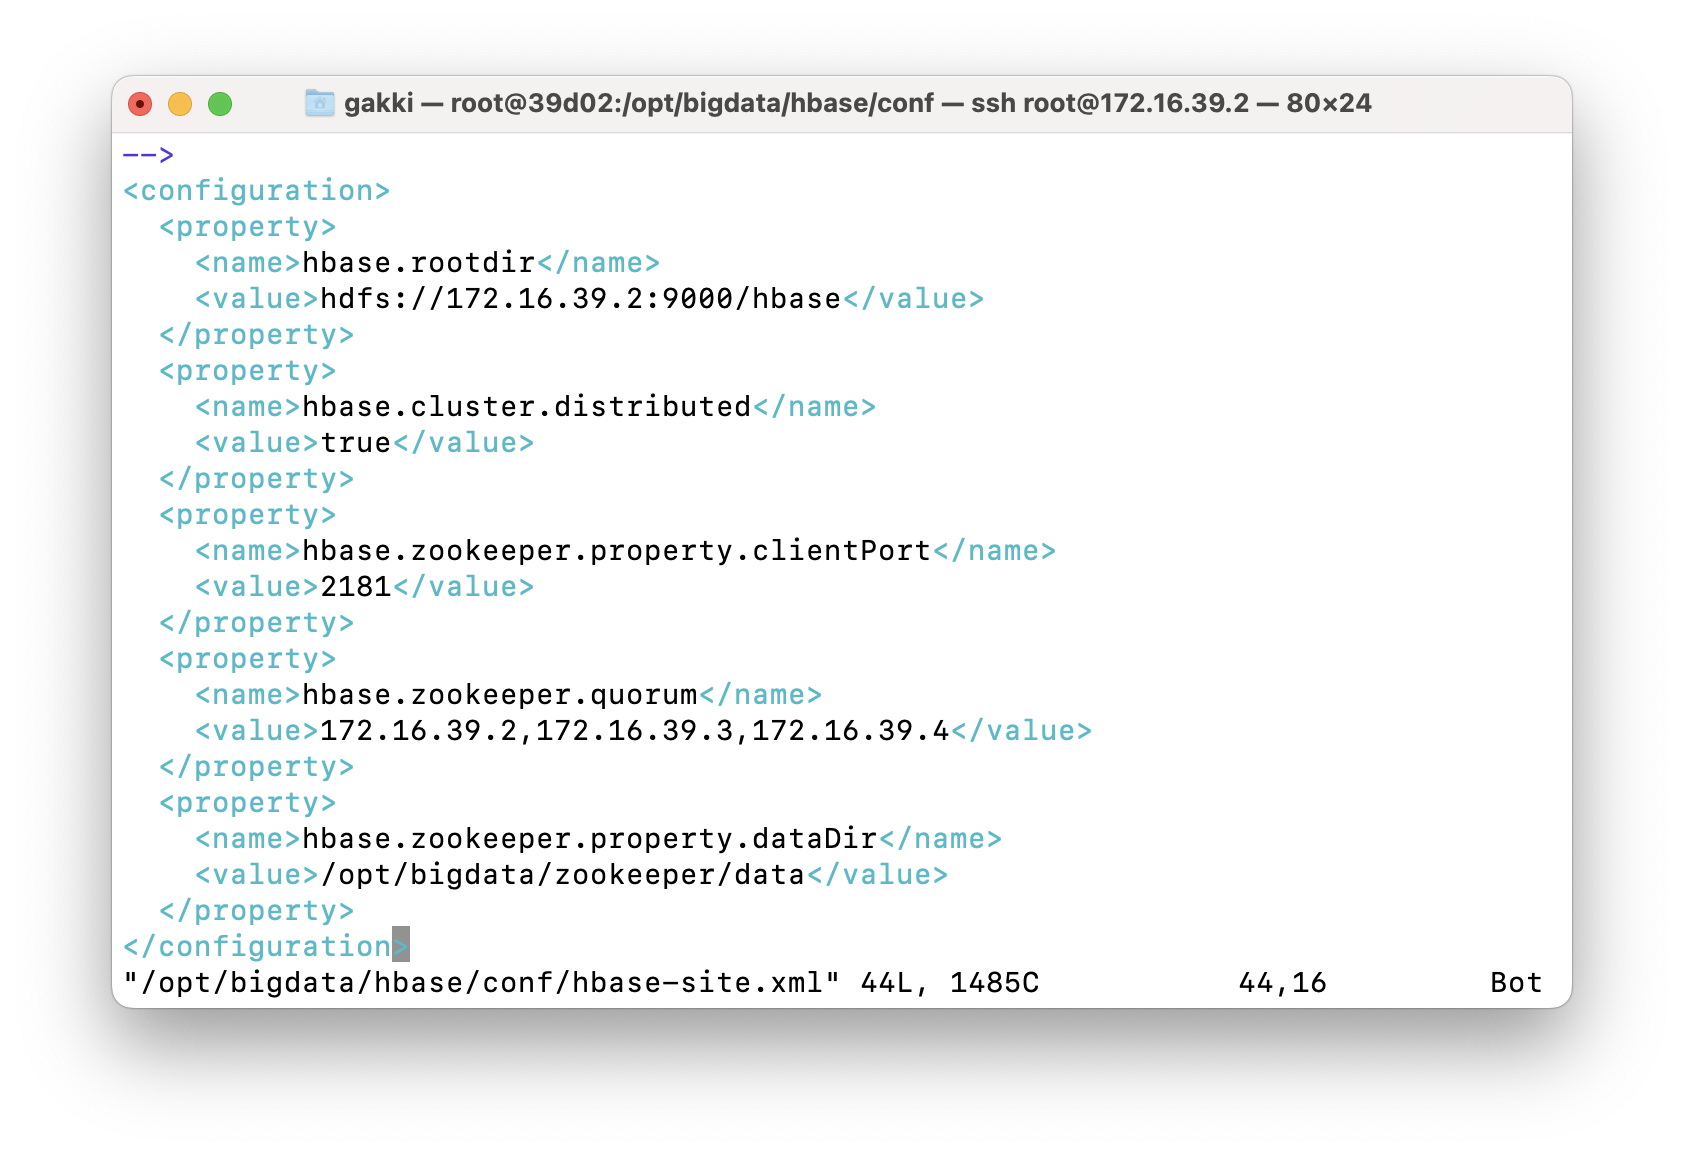 gakki — root@39d02:/opt/bigdata/hbase/conf — ssh root@172.16.39.2 — 80×24
-->
<configuration>
  <property>
    <name>hbase.rootdir</name>
    <value>hdfs://172.16.39.2:9000/hbase</value>
  </property>
  <property>
    <name>hbase.cluster.distributed</name>
    <value>true</value>
  </property>
  <property>
    <name>hbase.zookeeper.property.clientPort</name>
    <value>2181</value>
  </property>
  <property>
    <name>hbase.zookeeper.quorum</name>
    <value>172.16.39.2,172.16.39.3,172.16.39.4</value>
  </property>
  <property>
    <name>hbase.zookeeper.property.dataDir</name>
    <value>/opt/bigdata/zookeeper/data</value>
  </property>
</configuration>
"/opt/bigdata/hbase/conf/hbase-site.xml" 44L, 1485C 44,16 Bot